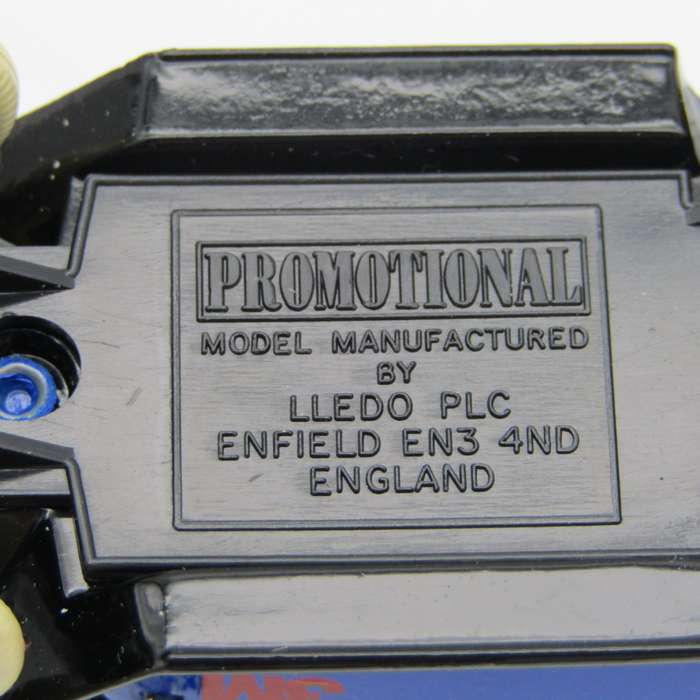 PROMOTIONAL
MODEL MANUFACTURED
BY
LLEDO PLC
ENFIELD EN3 4ND
ENGLAND